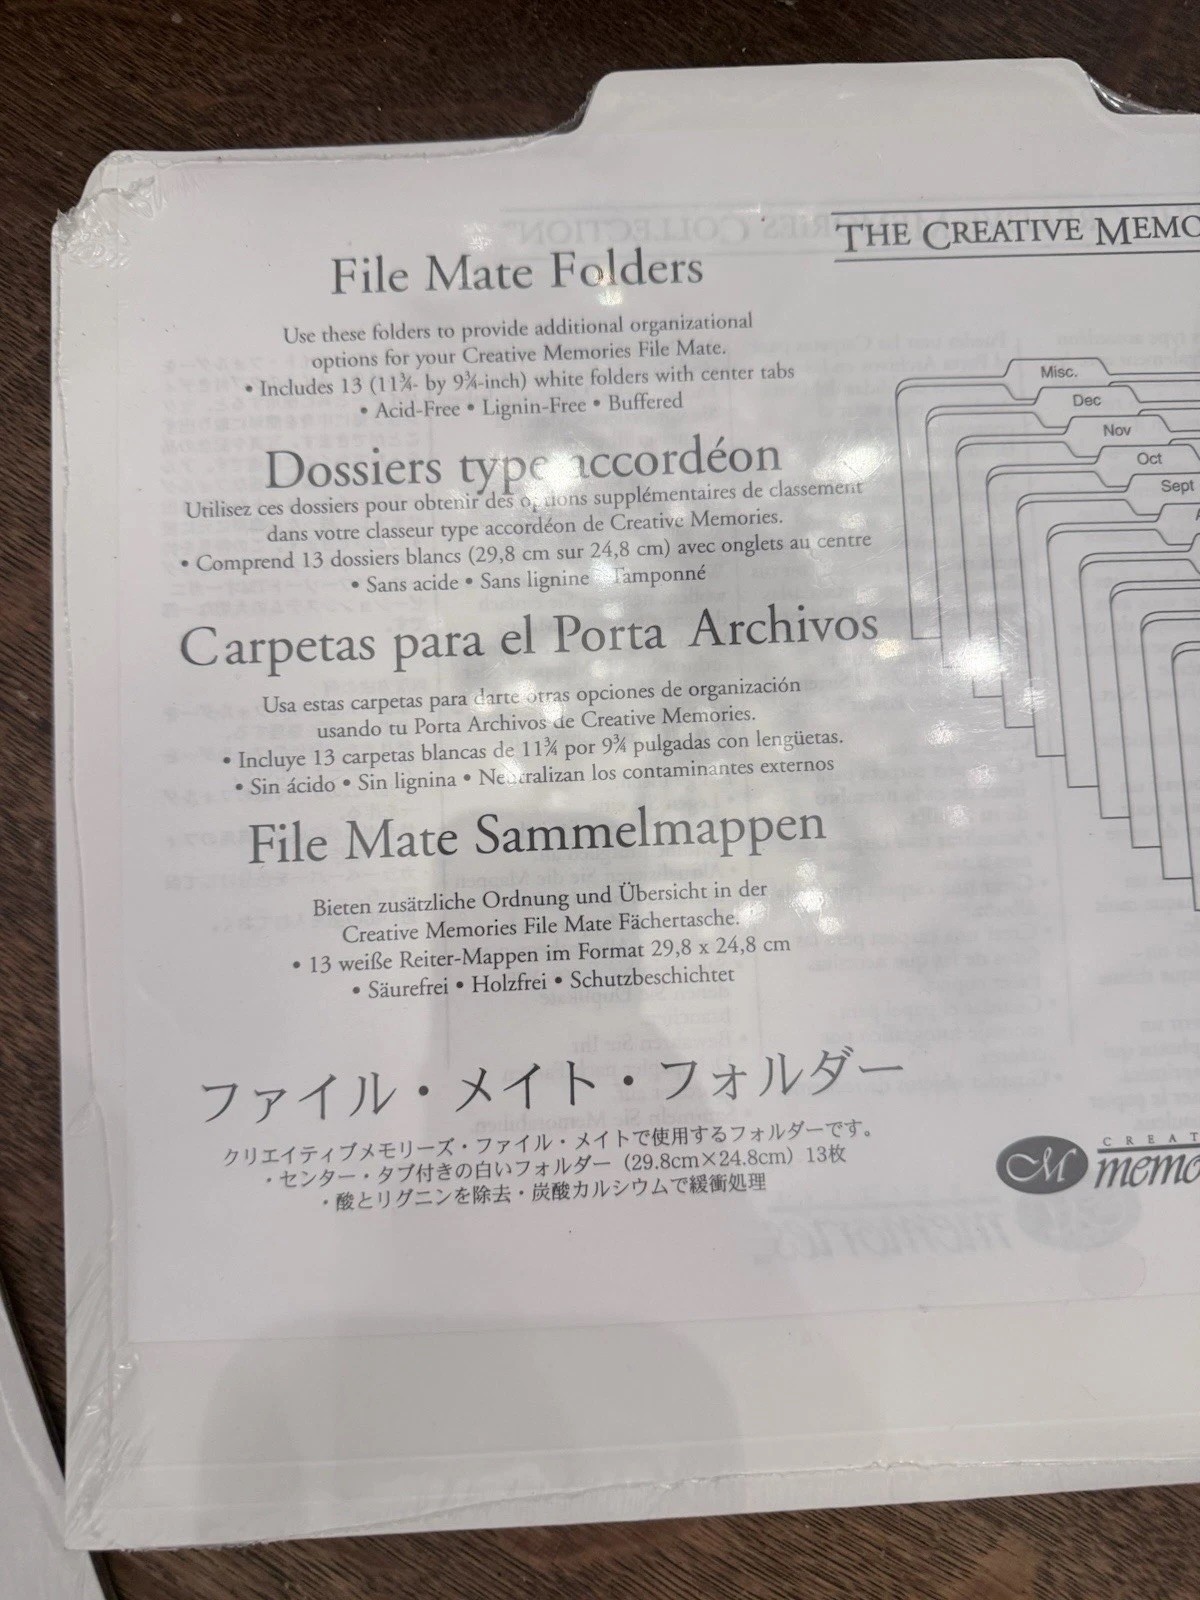 THE CREATIVE MEMO
File Mate Folders
Use these folders to provide additional organizational
options for your Creative Memories File Mate.
• Includes 13 (11¾- by 9¾-inch) white folders with center tabs
• Acid-Free • Lignin-Free • Buffered
Dossiers type accordéon
Utilisez ces dossiers pour obtenir des options supplémentaires de classement
dans votre classeur type accordéon de Creative Memories.
• Comprend 13 dossiers blancs (29,8 cm sur 24,8 cm) avec onglets au centre
• Sans acide • Sans lignine Tamponné
Carpetas para el Porta Archivos
Usa estas carpetas para darte otras opciones de organización
usando tu Porta Archivos de Creative Memories.
• Incluye 13 carpetas blancas de 11¾ por 9¾ pulgadas con lengüetas.
• Sin ácido • Sin lignina • Neutralizan los contaminantes externos
File Mate Sammelmappen
Bieten zusätzliche Ordnung und Übersicht in der
Creative Memories File Mate Fächertasche.
• 13 weiße Reiter-Mappen im Format 29,8 x 24,8 cm
• Säurefrei • Holzfrei • Schutzbeschichtet
ファイル・メイト・フォルダー
クリエイティブメモリーズ・ファイル・メイトで使用するフォルダーです。
・センター・タブ付きの白いフォルダー（29.8cm×24.8cm）13枚
・酸とリグニンを除去・炭酸カルシウムで緩衝処理
Misc.
Dec
Nov
Oct
Sept
A
CREAT
memo